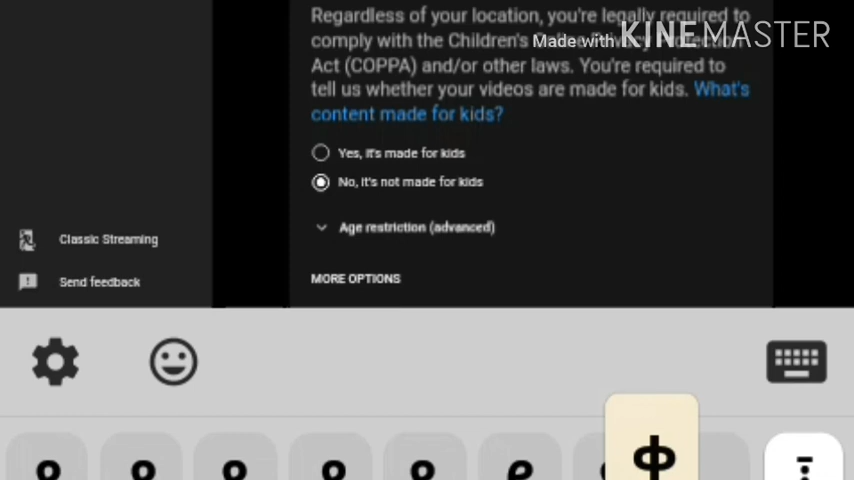 Regardless of your location, you're legally required to
comply with the Children's Online Privacy Protection
Made with KINEMASTER
Act (COPPA) and/or other laws. You're required to
tell us whether your videos are made for kids. What's
content made for kids?
Yes, it's made for kids
No, it's not made for kids
Age restriction (advanced)
MORE OPTIONS
Classic Streaming
Send feedback